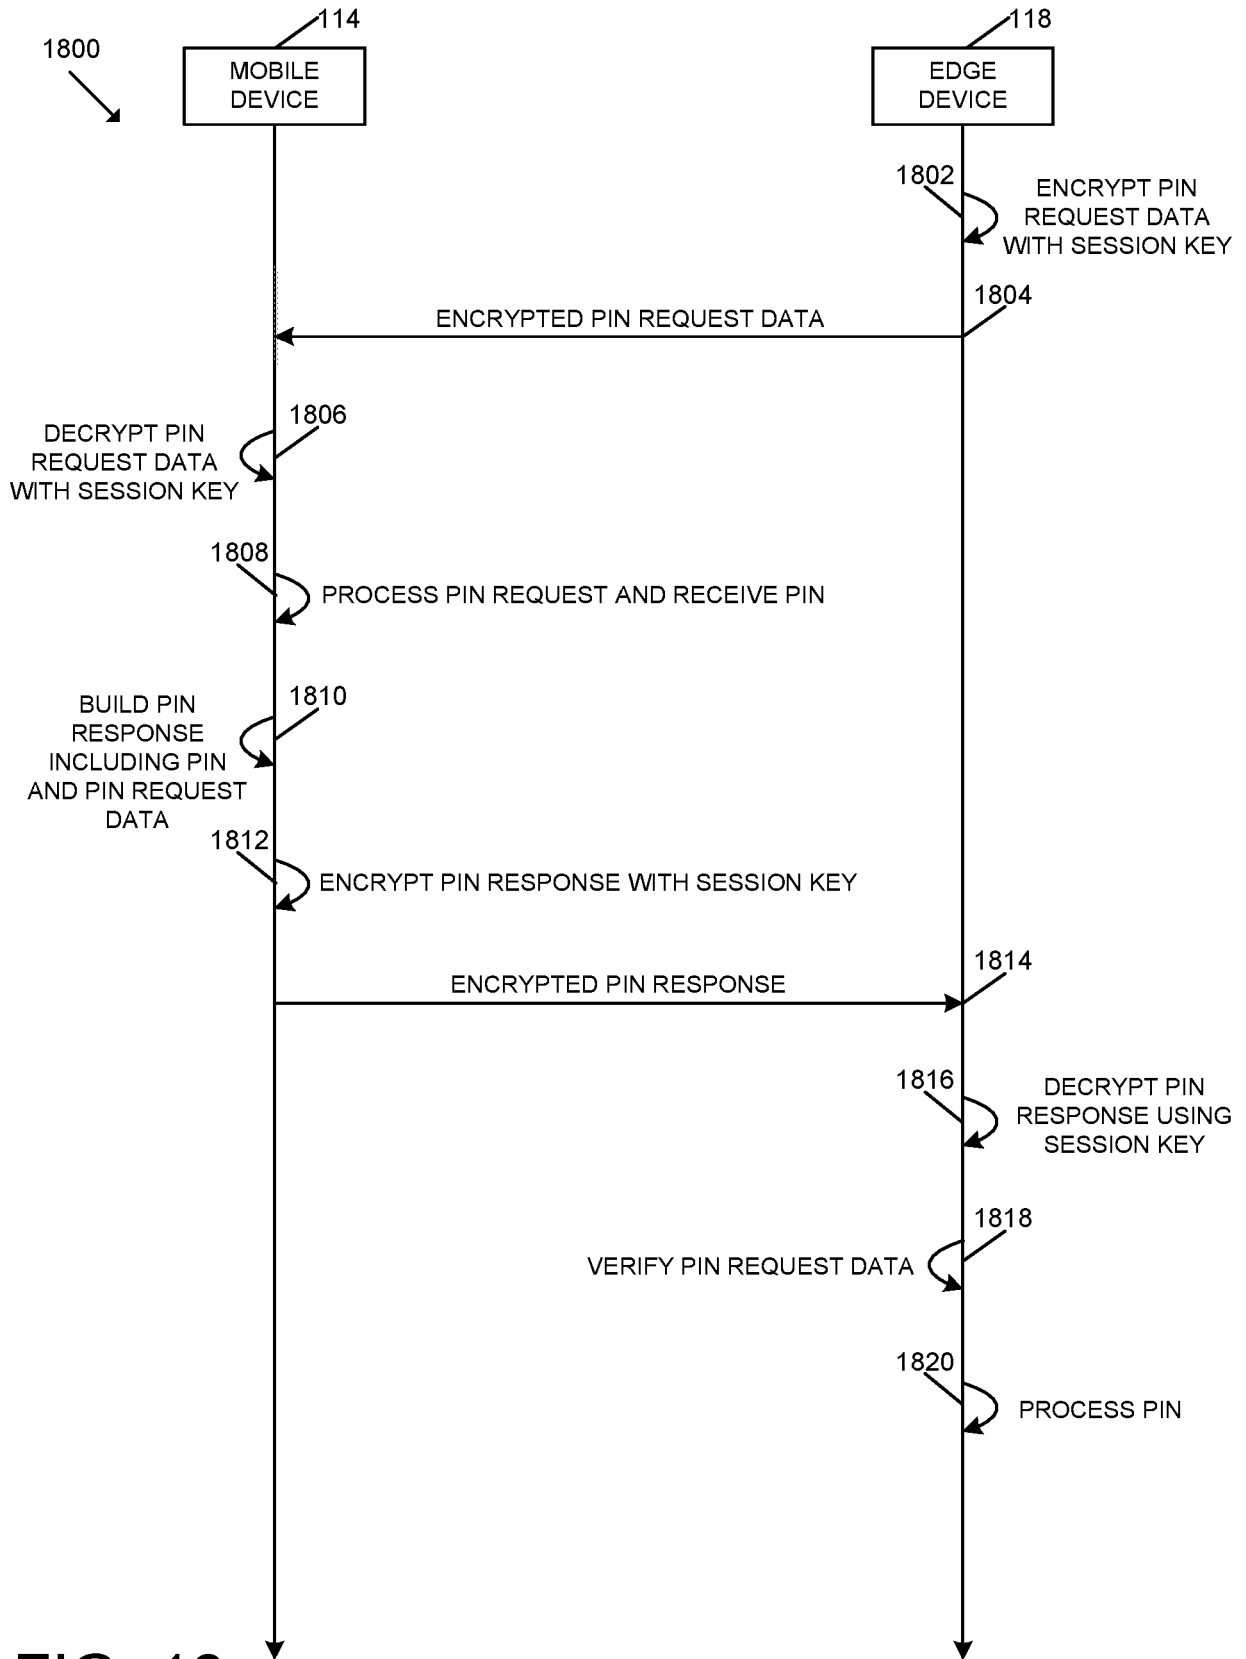 114
118
1800
MOBILE
DEVICE
EDGE
DEVICE
1802
ENCRYPT PIN
REQUEST DATA
WITH SESSION KEY
1804
ENCRYPTED PIN REQUEST DATA
1806
DECRYPT PIN
REQUEST DATA
WITH SESSION KEY
1808
PROCESS PIN REQUEST AND RECEIVE PIN
1810
BUILD PIN
RESPONSE
INCLUDING PIN
AND PIN REQUEST
DATA
1812
ENCRYPT PIN RESPONSE WITH SESSION KEY
1814
ENCRYPTED PIN RESPONSE
1816
DECRYPT PIN
RESPONSE USING
SESSION KEY
1818
VERIFY PIN REQUEST DATA
1820
PROCESS PIN